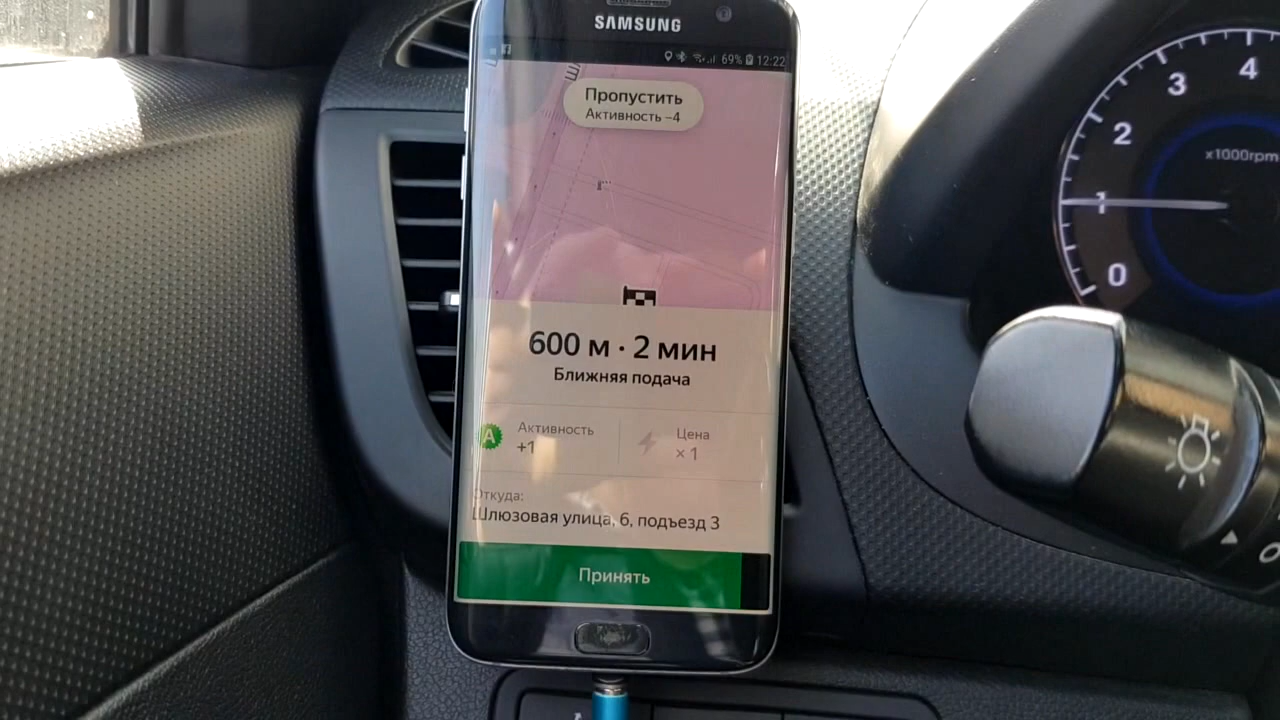 SAMSUNG
69% 12:22
Пропустить
Активность −4
600 м · 2 мин
Ближняя подача
A
Активность
+1
Цена
× 1
Откуда:
Шлюзовая улица, 6, подъезд 3
Принять
4
3
2
x1000rpm
1
0